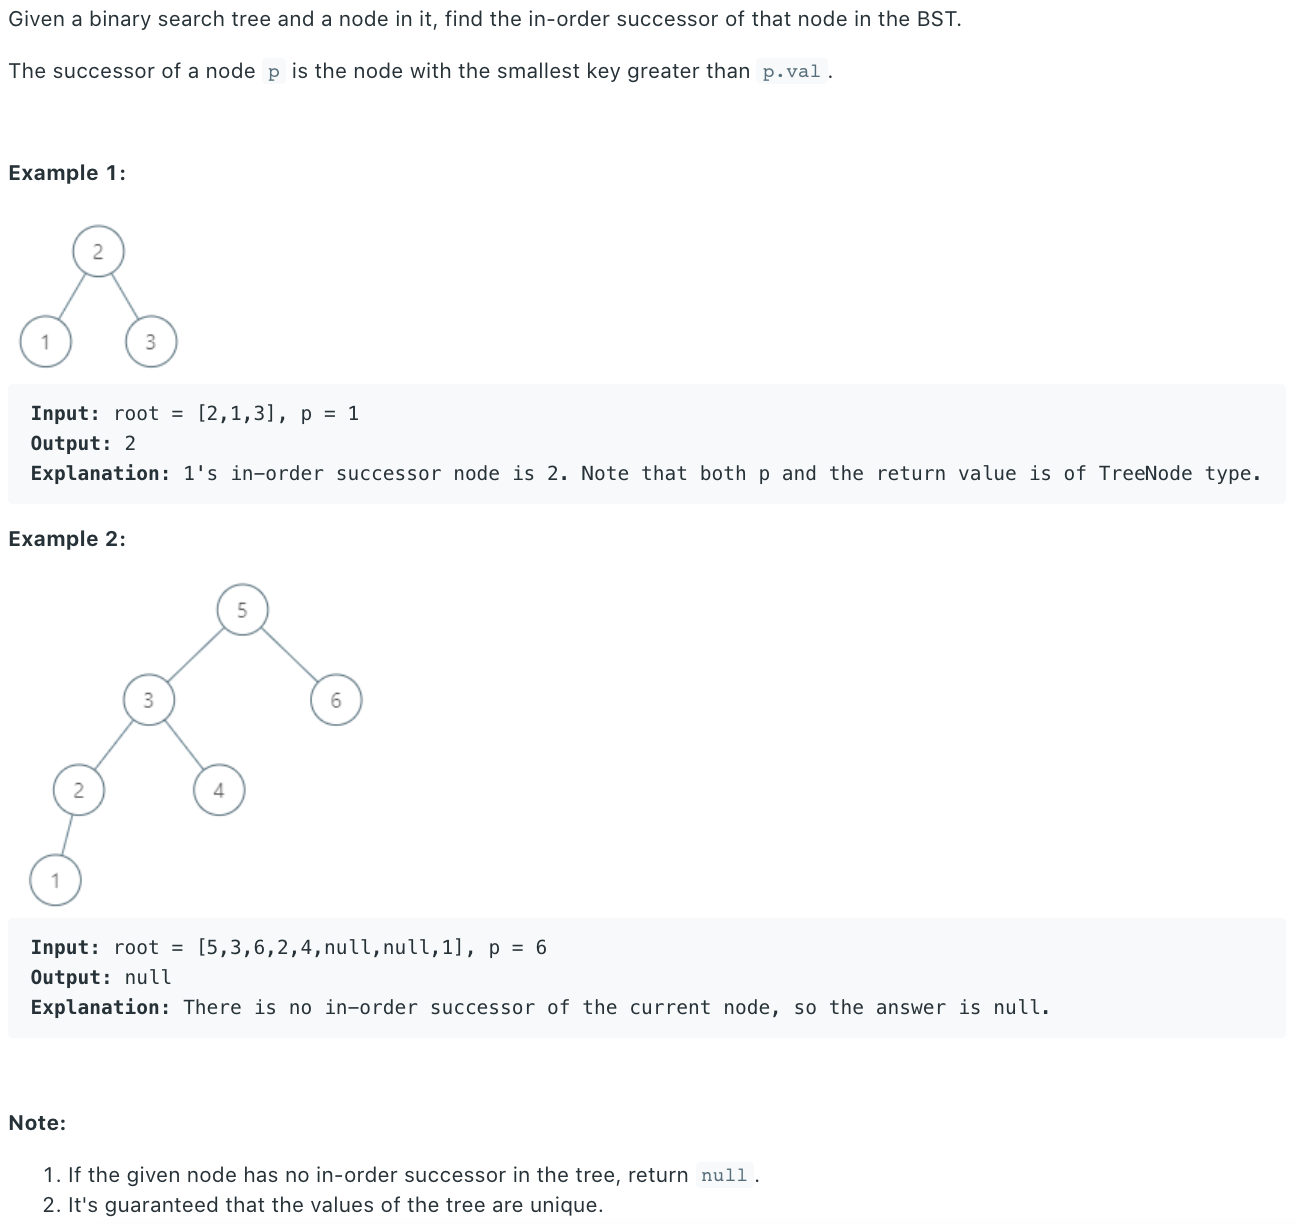 Given a binary search tree and a node in it, find the in-order successor of that node in the BST.
The successor of a node p is the node with the smallest key greater than p.val .
Example 1:
2
1 3
Input: root = [2,1,3], p = 1
Output: 2
Explanation: 1's in-order successor node is 2. Note that both p and the return value is of TreeNode type.
Example 2:
5
3 6
2 4
1
Input: root = [5,3,6,2,4,null,null,1], p = 6
Output: null
Explanation: There is no in-order successor of the current node, so the answer is null.
Note:
1. If the given node has no in-order successor in the tree, return null .
2. It's guaranteed that the values of the tree are unique.